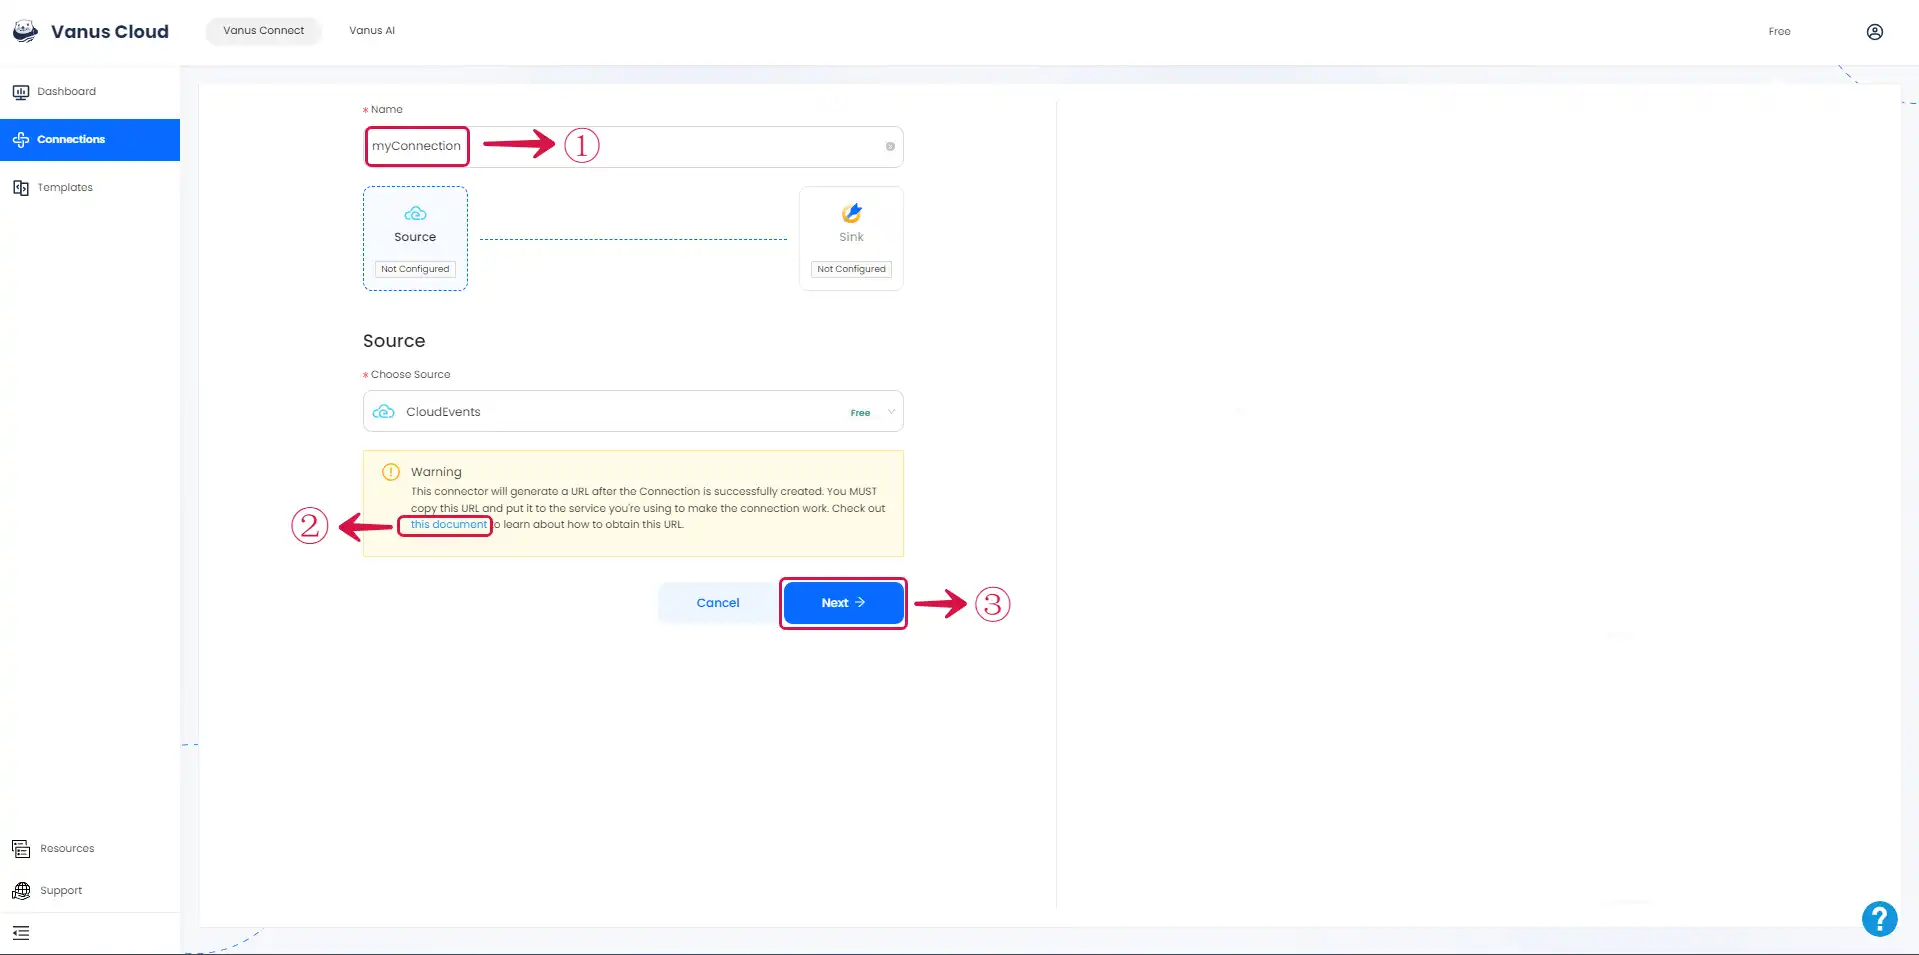 Vanus Cloud
Vanus Connect
Vanus AI
Free
Dashboard
Connections
Templates
* Name
myConnection
①
Source
Not Configured
Sink
Not Configured
Source
* Choose Source
CloudEvents
Free
Warning
This connector will generate a URL after the Connection is successfully created. You MUST
copy this URL and put it to the service you're using to make the connection work. Check out
this document to learn about how to obtain this URL.
②
Cancel
Next →
③
Resources
Support
?